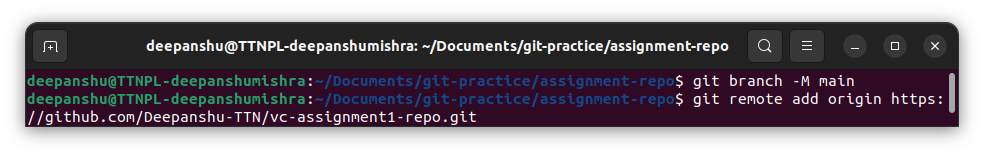 deepanshu@TTNPL-deepanshumishra: ~/Documents/git-practice/assignment-repo
deepanshu@TTNPL-deepanshumishra:~/Documents/git-practice/assignment-repo$ git branch -M main
deepanshu@TTNPL-deepanshumishra:~/Documents/git-practice/assignment-repo$ git remote add origin https:
//github.com/Deepanshu-TTN/vc-assignment1-repo.git